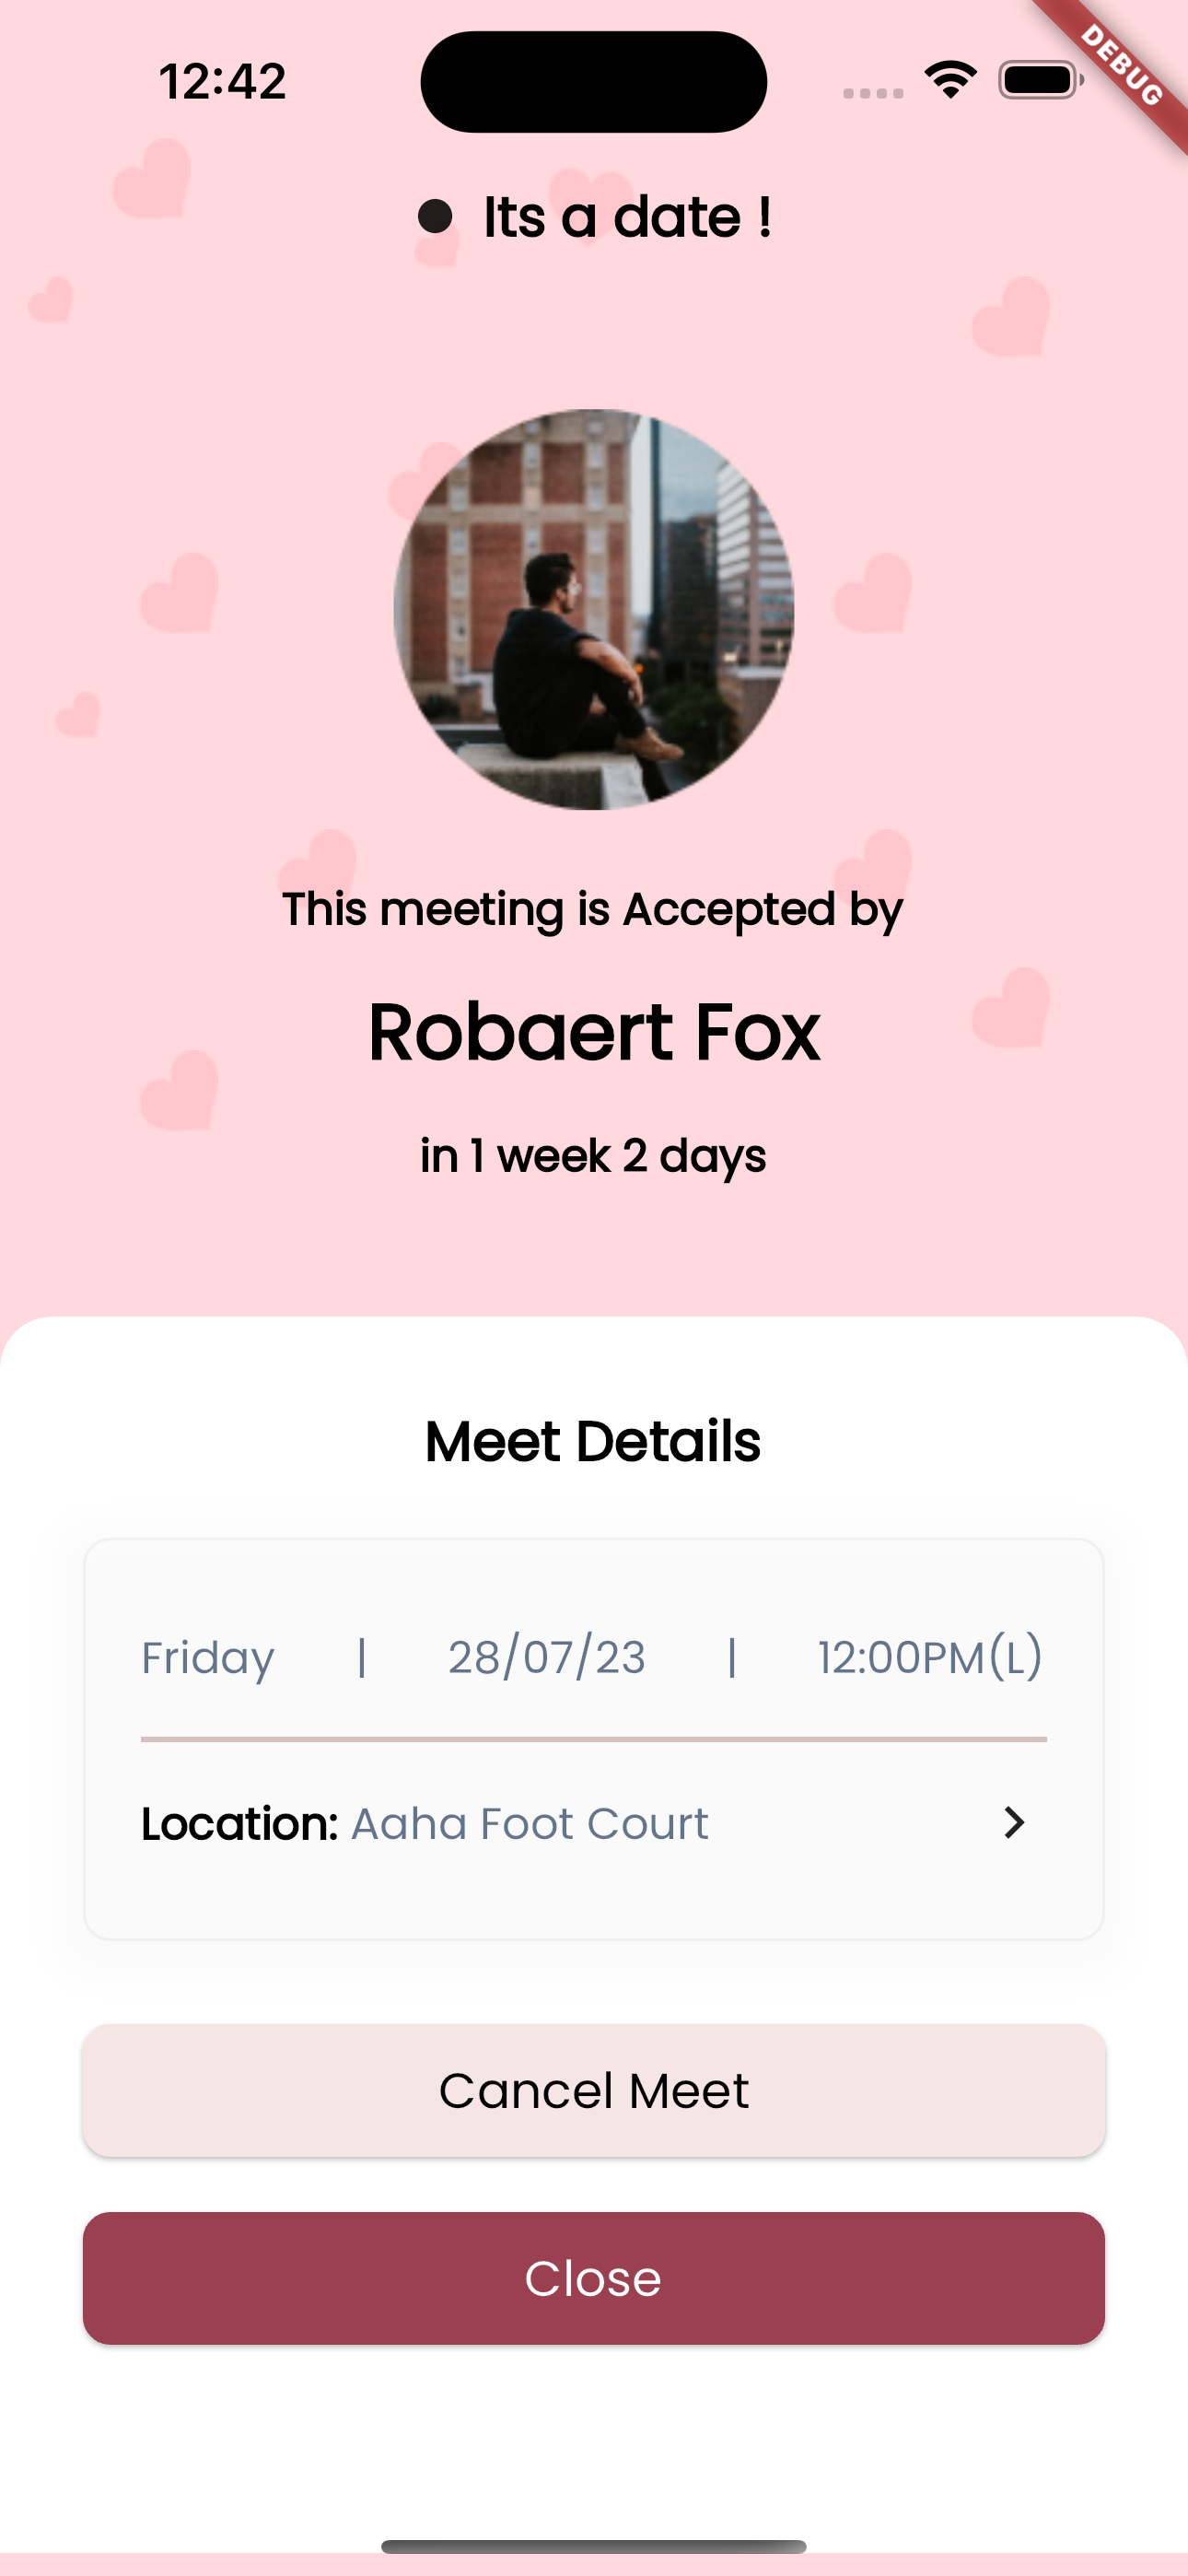 12:42
DEBUG
Its a date !
This meeting is Accepted by
Robaert Fox
in 1 week 2 days
Meet Details
Friday | 28/07/23 | 12:00PM(L)
Location: Aaha Foot Court
Cancel Meet
Close